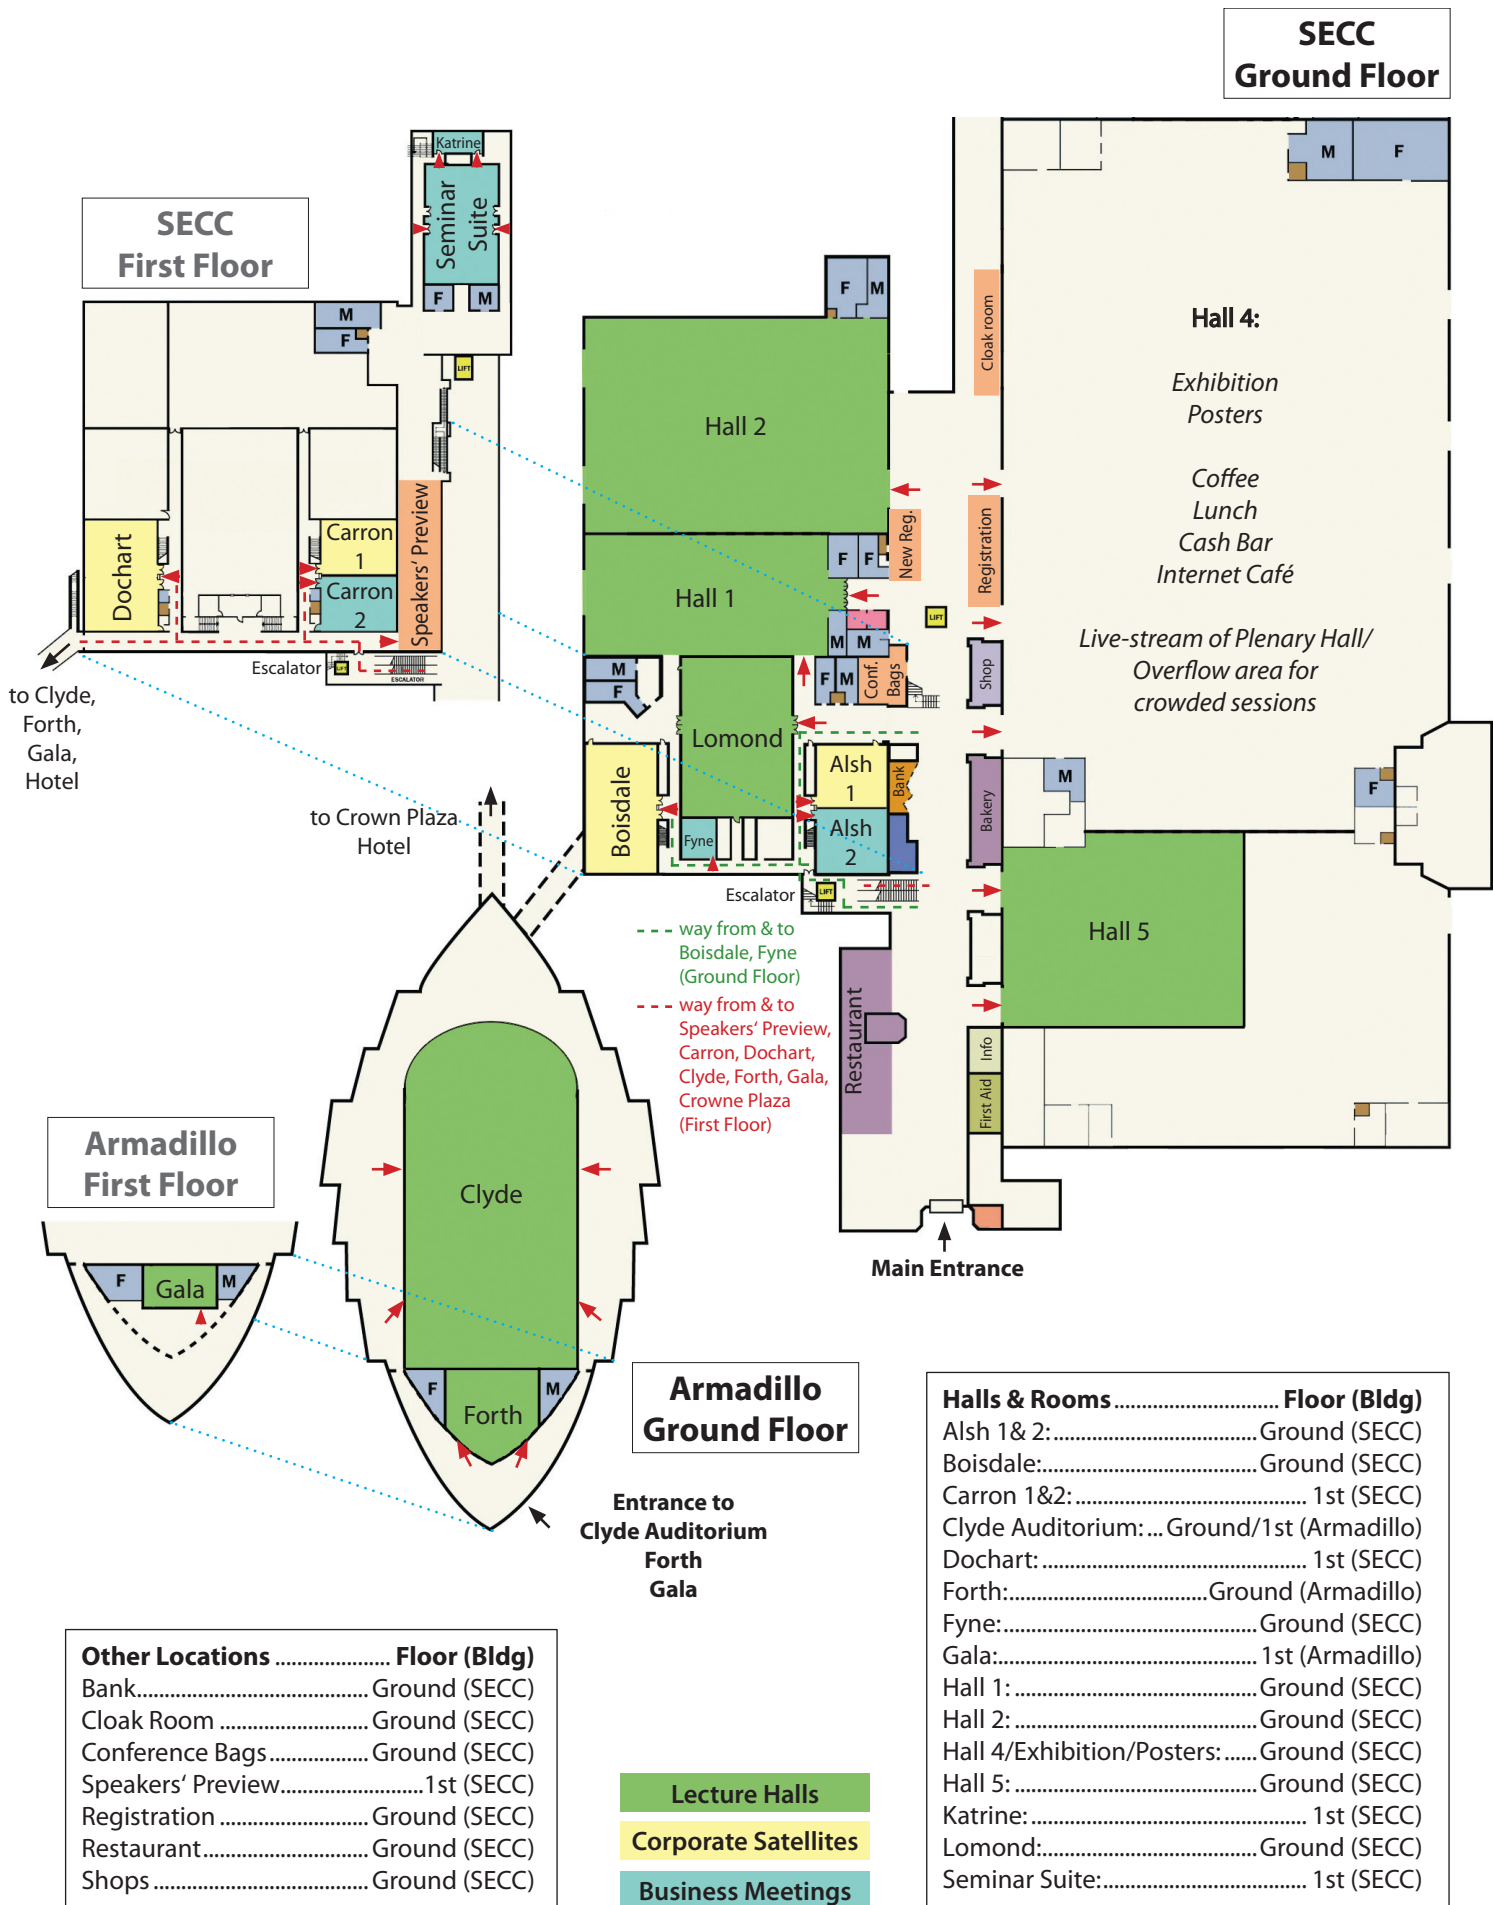 SECC
Ground Floor
SECC
First Floor
Katrine
Seminar
Suite
F
M
M
F
LIFT
Dochart
Carron
1
Carron
2
Speakers‘ Preview
Escalator
LIFT
ESCALATOR
to Clyde,
Forth,
Gala,
Hotel
F
M
Hall 2
Cloak room
M
F
Hall 4:
Exhibition
Posters
Coffee
Lunch
Cash Bar
Internet Café
Live-stream of Plenary Hall/
Overflow area for
crowded sessions
New Reg.
Registration
Hall 1
F
F
M
M
LIFT
M
F
F
M
Conf.
Bags
Shop
Lomond
Boisdale
Alsh
1
Alsh
2
Bank
Bakery
M
F
Fyne
Escalator
LIFT
Hall 5
to Crown Plaza
Hotel
way from & to
Boisdale, Fyne
(Ground Floor)
way from & to
Speakers‘ Preview,
Carron, Dochart,
Clyde, Forth, Gala,
Crowne Plaza
(First Floor)
Restaurant
Info
First Aid
Main Entrance
Armadillo
First Floor
F
Gala
M
Clyde
F
M
Forth
Armadillo
Ground Floor
Entrance to
Clyde Auditorium
Forth
Gala
Other Locations .................... Floor (Bldg)
Bank........................................ Ground (SECC)
Cloak Room .......................... Ground (SECC)
Conference Bags................. Ground (SECC)
Speakers‘ Preview.........................1st (SECC)
Registration .......................... Ground (SECC)
Restaurant............................. Ground (SECC)
Shops ..................................... Ground (SECC)
Lecture Halls
Corporate Satellites
Business Meetings
Halls & Rooms ............................. Floor (Bldg)
Alsh 1& 2:.................................... Ground (SECC)
Boisdale:..................................... Ground (SECC)
Carron 1&2: ........................................ 1st (SECC)
Clyde Auditorium: ... Ground/1st (Armadillo)
Dochart: .............................................. 1st (SECC)
Forth:..................................Ground (Armadillo)
Fyne:............................................ Ground (SECC)
Gala:............................................. 1st (Armadillo)
Hall 1: .......................................... Ground (SECC)
Hall 2: .......................................... Ground (SECC)
Hall 4/Exhibition/Posters: ...... Ground (SECC)
Hall 5: .......................................... Ground (SECC)
Katrine: ................................................ 1st (SECC)
Lomond:..................................... Ground (SECC)
Seminar Suite:................................... 1st (SECC)